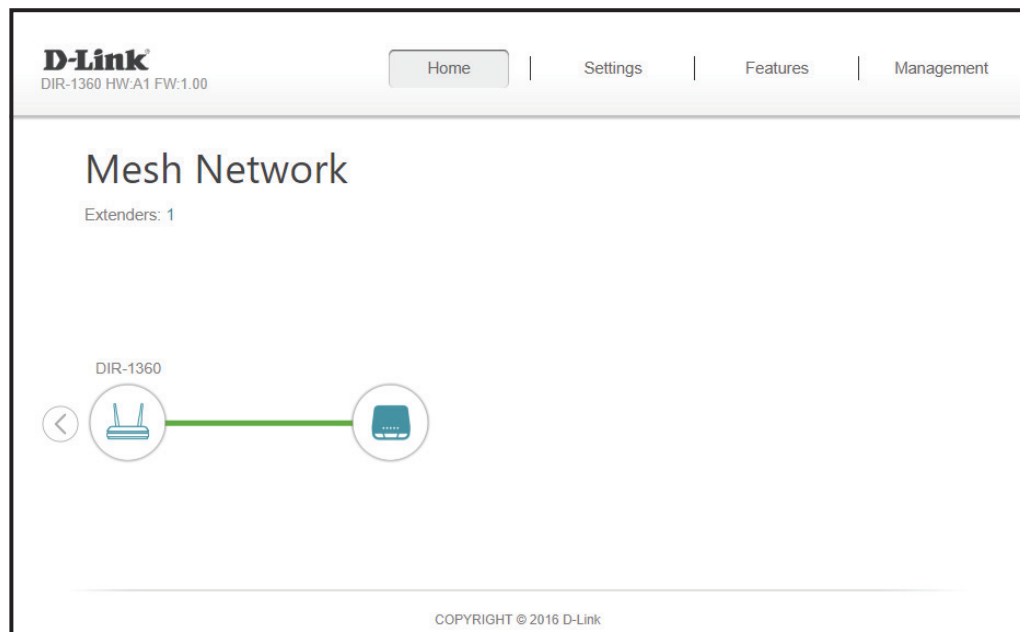 D-Link®
DIR-1360 HW:A1 FW:1.00
Home Settings Features Management
Mesh Network
Extenders: 1
DIR-1360
COPYRIGHT © 2016 D-Link